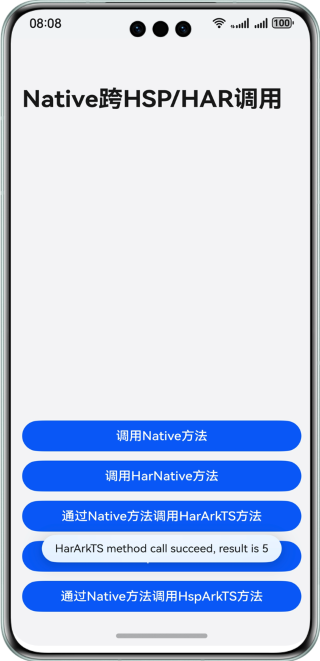 08:08
100
Native跨HSP/HAR调用
调用Native方法
调用HarNative方法
通过Native方法调用HarArkTS方法
HarArkTS method call succeed, result is 5
通过Native方法调用HspArkTS方法